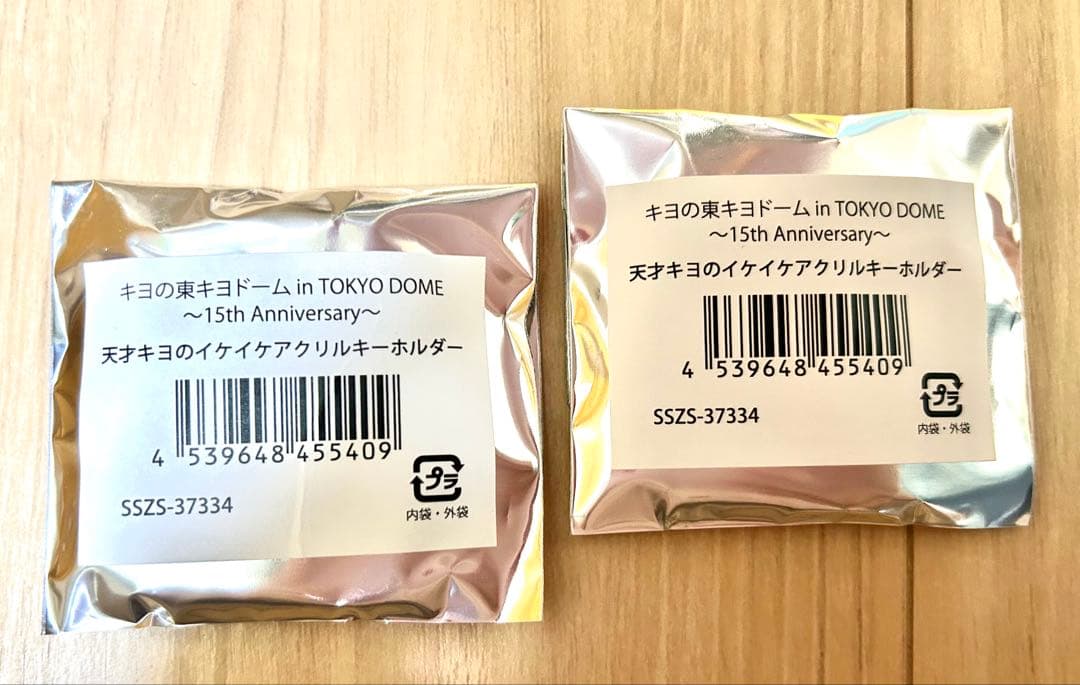 キヨの東キヨドーム in TOKYO DOME
～15th Anniversary～
天才キヨのイケイケアクリルキーホルダー
4 539648 455409
SSZS-37334
プラ
内袋・外袋
キヨの東キヨドーム in TOKYO DOME
～15th Anniversary～
天才キヨのイケイケアクリルキーホルダー
4 539648 455409
SSZS-37334
プラ
内袋・外袋